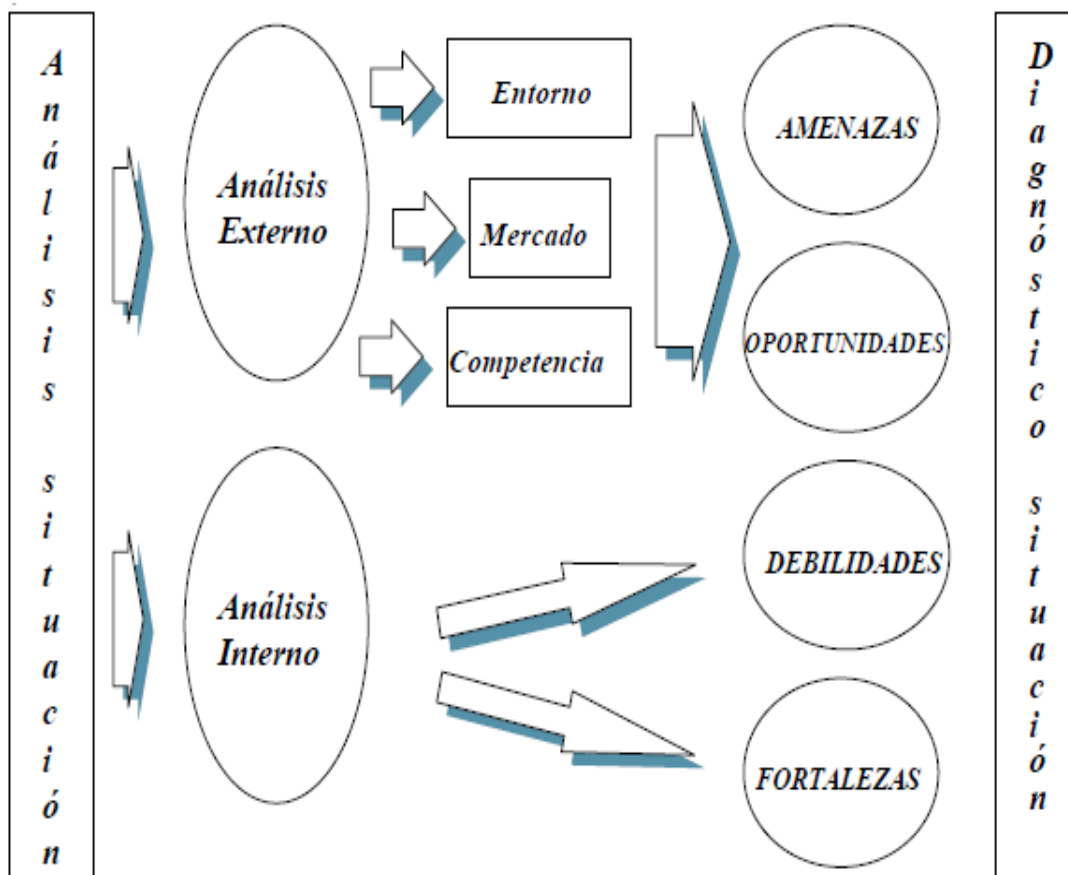 Análisis situación
Análisis
Externo
Entorno
Mercado
Competencia
AMENAZAS
OPORTUNIDADES
Análisis
Interno
DEBILIDADES
FORTALEZAS
Diagnóstico situación